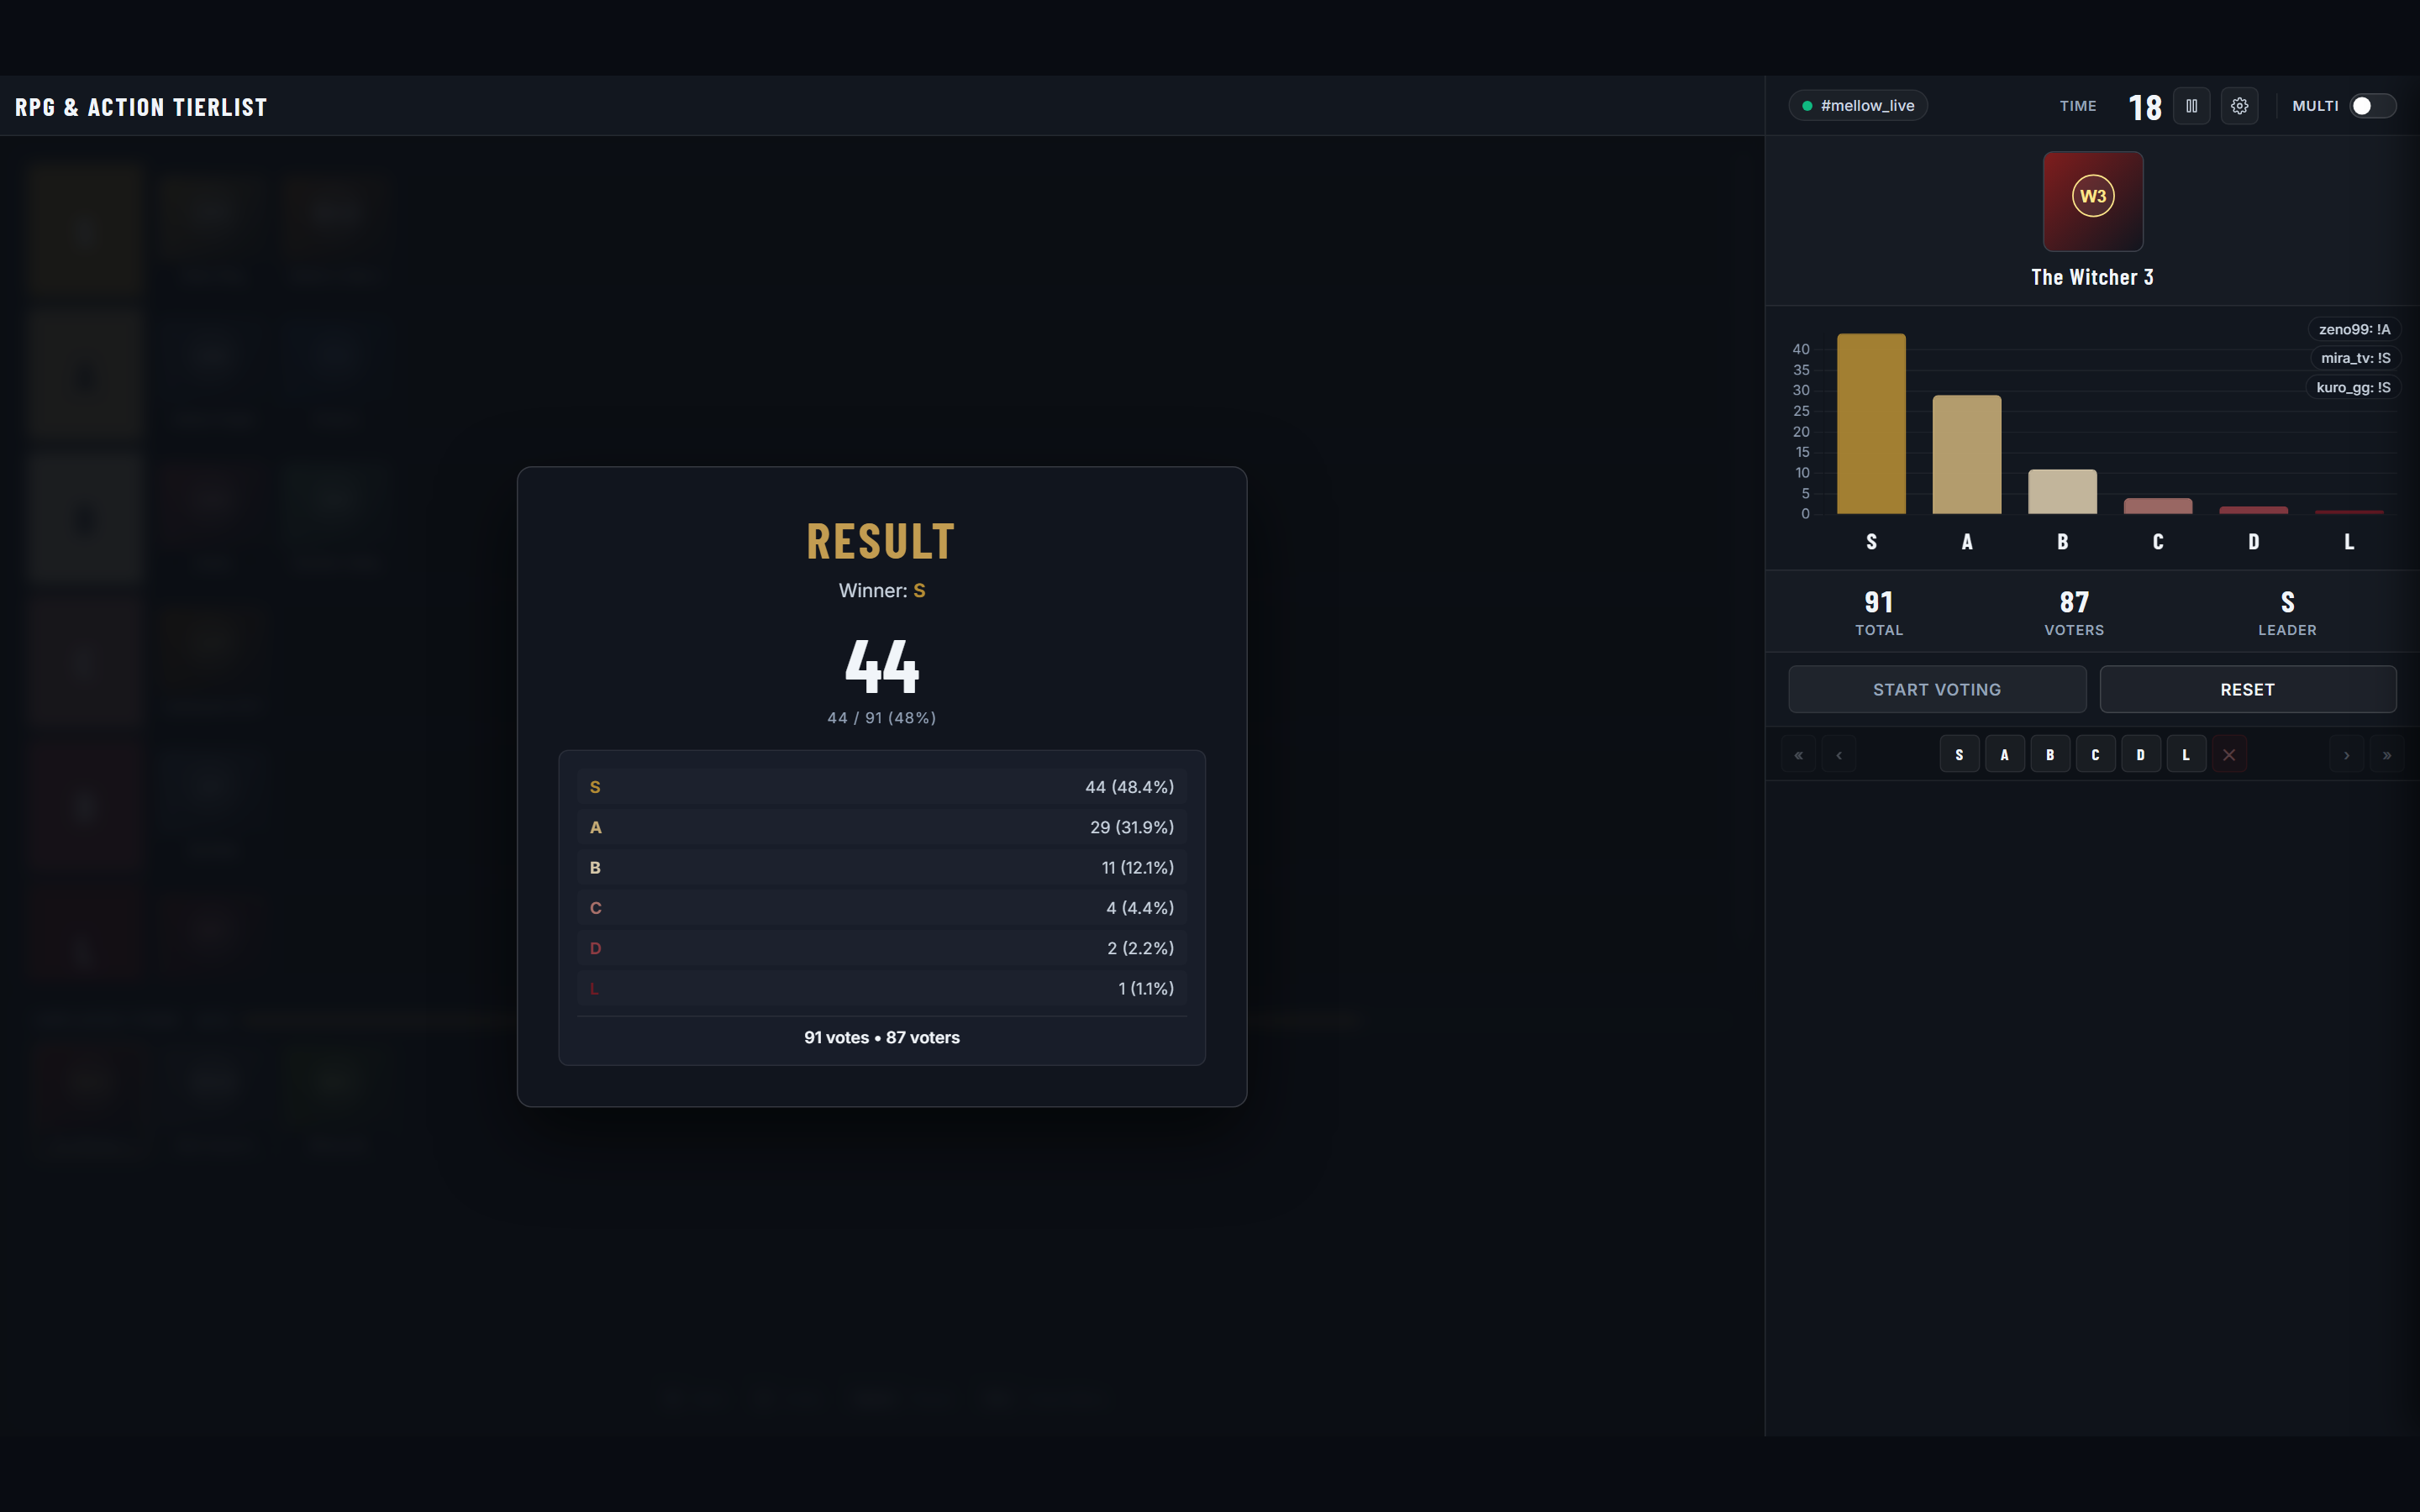 RPG & ACTION TIERLIST
#mellow_live
TIME 18
MULTI
W3
The Witcher 3
zeno99: !A
mira_tv: !S
kuro_gg: !S
40
35
30
25
20
15
10
5
0
S A B C D L
91 87 S
TOTAL VOTERS LEADER
START VOTING RESET
« ‹ S A B C D L × › »
RESULT
Winner: S
44
44 / 91 (48%)
S 44 (48.4%)
A 29 (31.9%)
B 11 (12.1%)
C 4 (4.4%)
D 2 (2.2%)
L 1 (1.1%)
91 votes • 87 voters